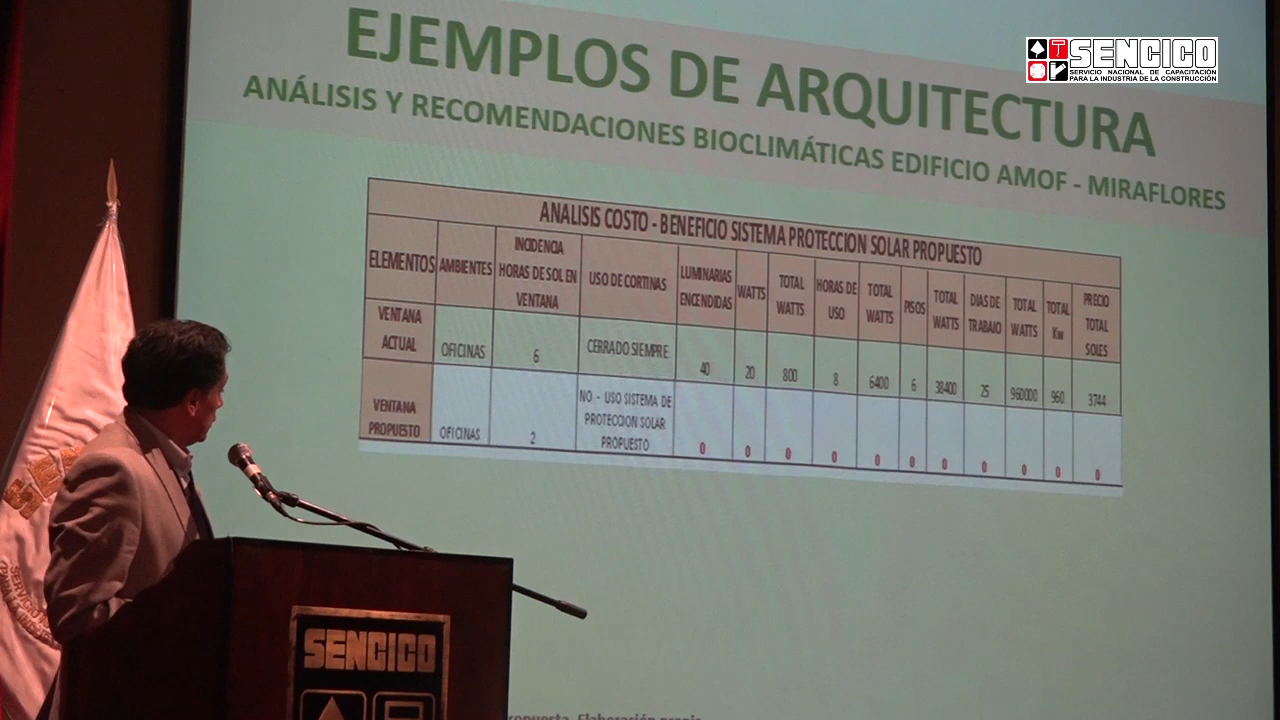 SENCICO
SERVICIO NACIONAL DE CAPACITACIÓN
PARA LA INDUSTRIA DE LA CONSTRUCCIÓN
EJEMPLOS DE ARQUITECTURA
ANÁLISIS Y RECOMENDACIONES BIOCLIMÁTICAS EDIFICIO AMOF - MIRAFLORES
ANALISIS COSTO - BENEFICIO SISTEMA PROTECCION SOLAR PROPUESTO
ELEMENTOS
AMBIENTES
INCIDENCIA
HORAS DE SOL EN
VENTANA
USO DE CORTINAS
LUMINARIAS
ENCENDIDAS
WATTS
TOTAL
WATTS
HORAS DE
USO
TOTAL
WATTS
PISOS
TOTAL
WATTS
DIAS DE
TRABAJO
TOTAL
WATTS
TOTAL
Kw
PRECIO
TOTAL
SOLES
VENTANA
ACTUAL
OFICINAS
6
CERRADO SIEMPRE
40
20
800
8
6400
6
38400
25
960000
960
3744
VENTANA
PROPUESTO
OFICINAS
2
NO - USO SISTEMA DE
PROTECCION SOLAR
PROPUESTO
0
0
0
0
0
0
0
0
0
0
0
SENCICO
Elaboración propia